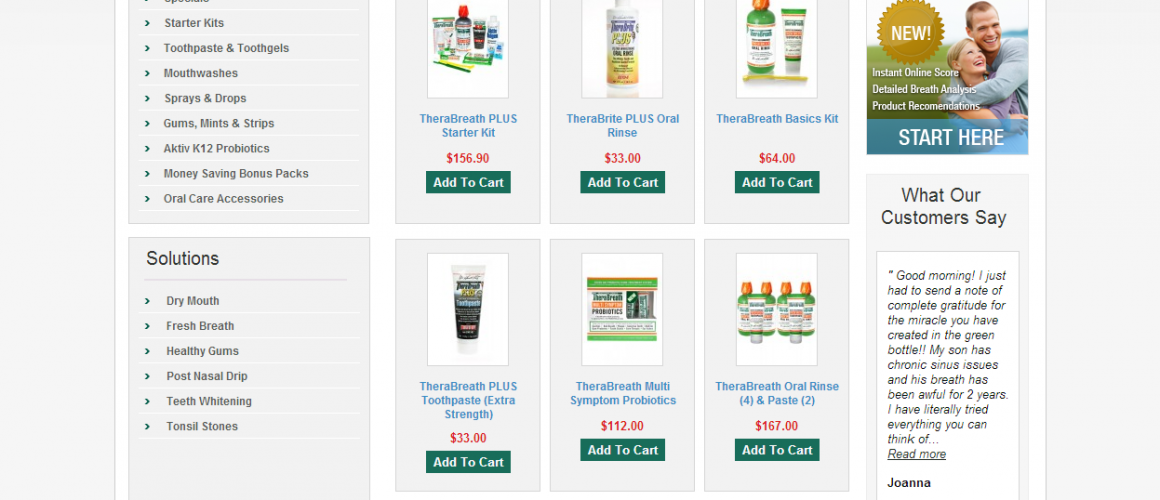 Starter Kits
Toothpaste & Toothgels
Mouthwashes
Sprays & Drops
Gums, Mints & Strips
Aktiv K12 Probiotics
Money Saving Bonus Packs
Oral Care Accessories
Solutions
Dry Mouth
Fresh Breath
Healthy Gums
Post Nasal Drip
Teeth Whitening
Tonsil Stones
TheraBreath PLUS
Starter Kit
$156.90
Add To Cart
TheraBrite PLUS Oral
Rinse
$33.00
Add To Cart
TheraBreath Basics Kit
$64.00
Add To Cart
TheraBreath PLUS
Toothpaste (Extra
Strength)
$33.00
Add To Cart
TheraBreath
PROBIOTICS
TheraBreath Multi
Symptom Probiotics
$112.00
Add To Cart
TheraBreath Oral Rinse
(4) & Paste (2)
$167.00
Add To Cart
NEW!
Instant Online Score
Detailed Breath Analysis
Product Recomendations
START HERE
What Our
Customers Say
" Good morning! I just
had to send a note of
complete gratitude for
the miracle you have
created in the green
bottle!! My son has
chronic sinus issues
and his breath has
been awful for 2 years.
I have literally tried
everything you can
think of...
Read more
Joanna